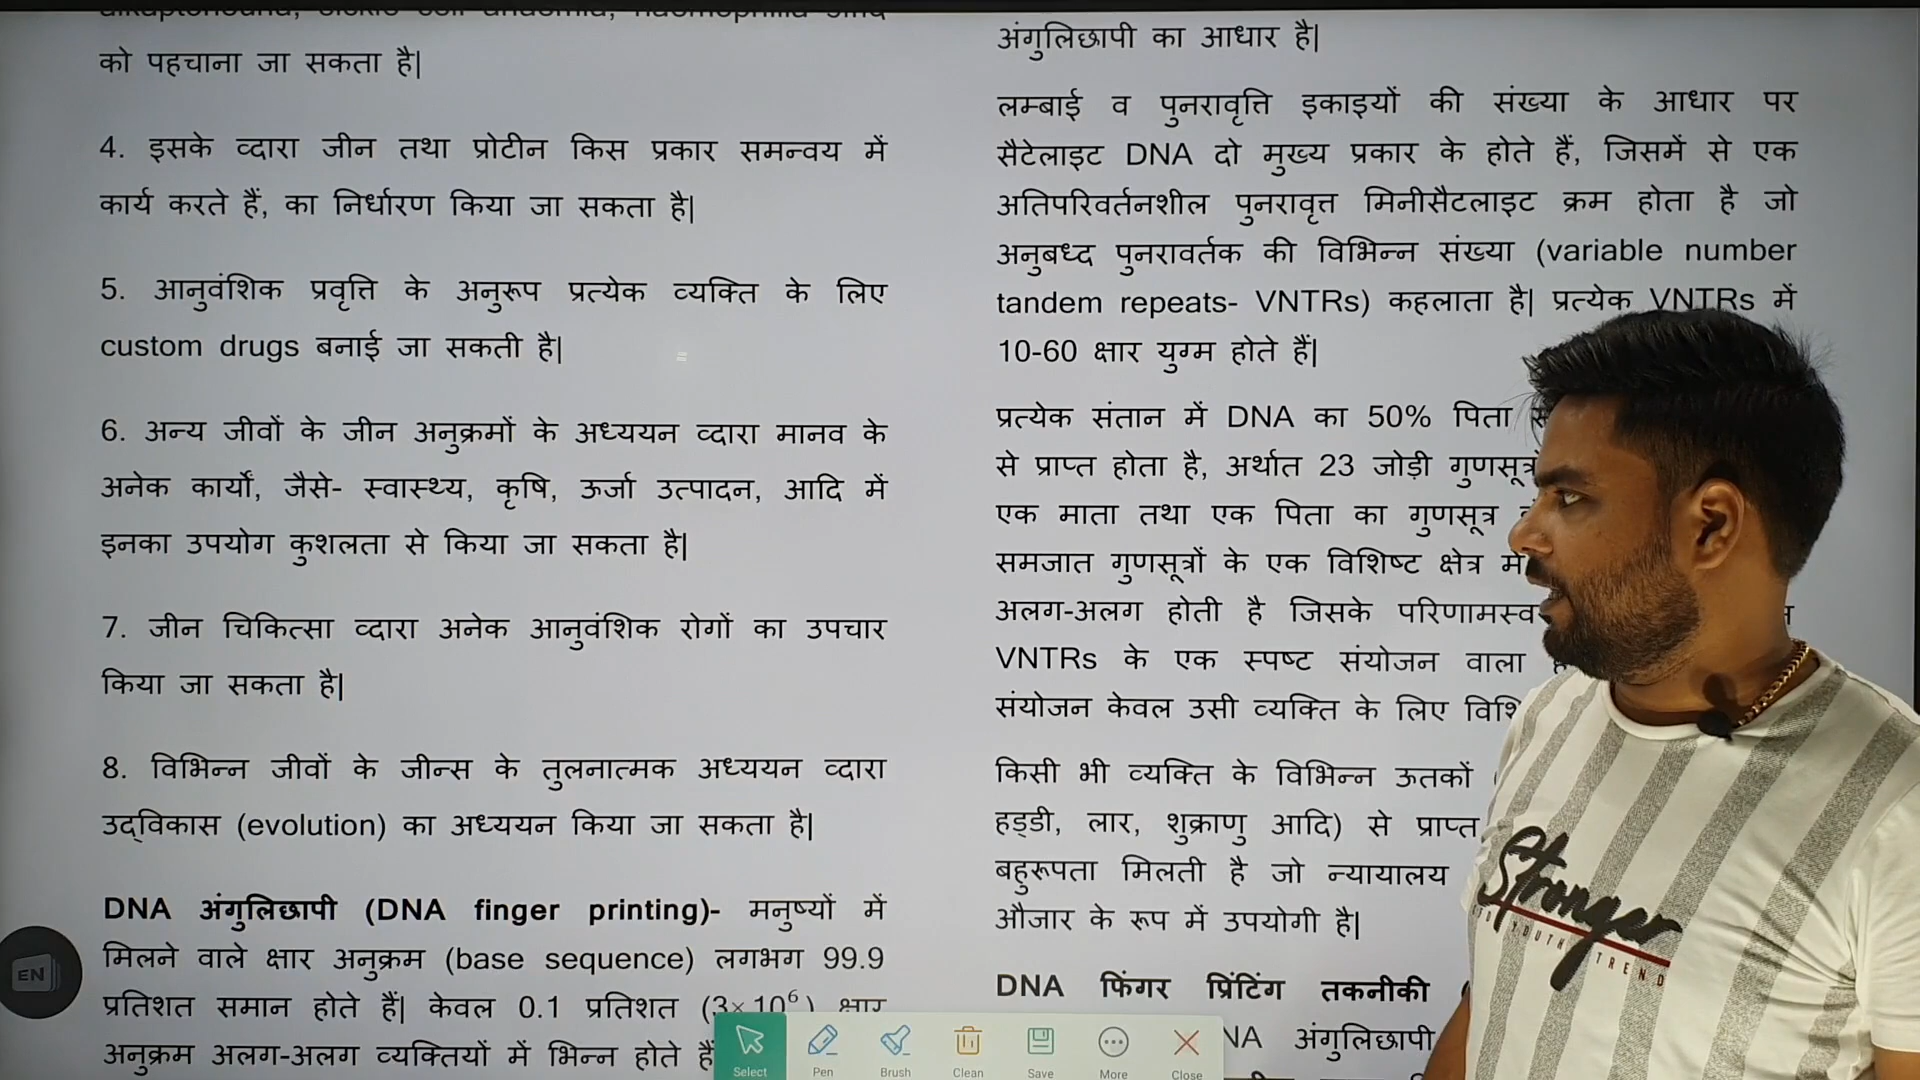 को पहचाना जा सकता है|
4. इसके व्दारा जीन तथा प्रोटीन किस प्रकार समन्वय में
कार्य करते हैं, का निर्धारण किया जा सकता है|
5. आनुवंशिक प्रवृत्ति के अनुरूप प्रत्येक व्यक्ति के लिए
custom drugs बनाई जा सकती है|
6. अन्य जीवों के जीन अनुक्रमों के अध्ययन व्दारा मानव के
अनेक कार्यों, जैसे- स्वास्थ्य, कृषि, ऊर्जा उत्पादन, आदि में
इनका उपयोग कुशलता से किया जा सकता है|
7. जीन चिकित्सा व्दारा अनेक आनुवंशिक रोगों का उपचार
किया जा सकता है|
8. विभिन्न जीवों के जीन्स के तुलनात्मक अध्ययन व्दारा
उद्विकास (evolution) का अध्ययन किया जा सकता है|
DNA अंगुलिछापी (DNA finger printing)- मनुष्यों में
मिलने वाले क्षार अनुक्रम (base sequence) लगभग 99.9
प्रतिशत समान होते हैं| केवल 0.1 प्रतिशत (3×10⁶) क्षार
अनुक्रम अलग-अलग व्यक्तियों में भिन्न होते हैं
अंगुलिछापी का आधार है|
लम्बाई व पुनरावृत्ति इकाइयों की संख्या के आधार पर
सैटेलाइट DNA दो मुख्य प्रकार के होते हैं, जिसमें से एक
अतिपरिवर्तनशील पुनरावृत्त मिनीसैटलाइट क्रम होता है जो
अनुबध्द पुनरावर्तक की विभिन्न संख्या (variable number
tandem repeats- VNTRs) कहलाता है| प्रत्येक VNTRs में
10-60 क्षार युग्म होते हैं|
प्रत्येक संतान में DNA का 50% पिता
से प्राप्त होता है, अर्थात 23 जोड़ी
एक माता तथा एक पिता का गुणसूत्र
समजात गुणसूत्रों के एक विशिष्ट क्षेत्र
अलग-अलग होती है जिसके
VNTRs के एक स्पष्ट संयोजन वाला
संयोजन केवल उसी व्यक्ति के लिए
किसी भी व्यक्ति के विभिन्न ऊतकों
हड्डी, लार, शुक्राणु आदि) से प्राप्त
बहुरूपता मिलती है जो न्यायालय
औजार के रूप में उपयोगी है|
DNA फिंगर प्रिंटिंग तकनीकी
अंगुलिछापी
EN
Select Pen Brush Clean Save More Close
Stronger
YOUTH TREND